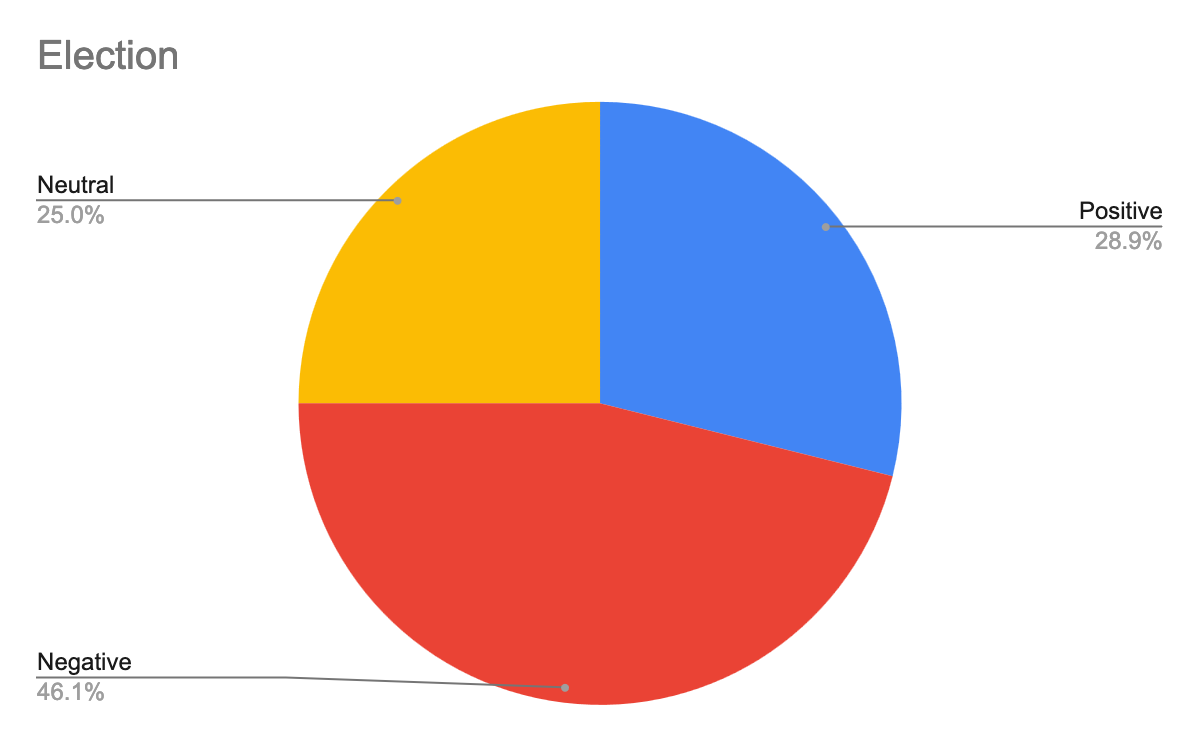 Election
Neutral
25.0%
Positive
28.9%
Negative
46.1%